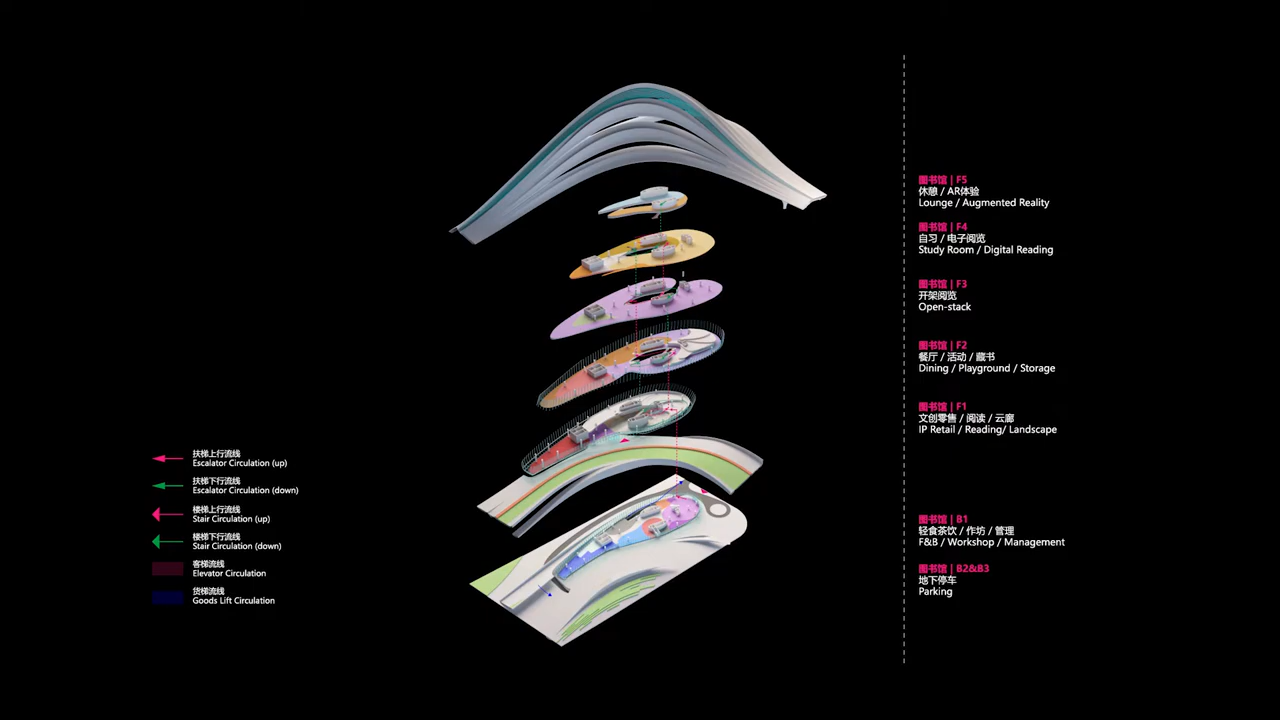 图书馆 | F5
休憩 / AR体验
Lounge / Augmented Reality
图书馆 | F4
自习 / 电子阅览
Study Room / Digital Reading
图书馆 | F3
开架阅览
Open-stack
图书馆 | F2
餐厅 / 活动 / 藏书
Dining / Playground / Storage
图书馆 | F1
文创零售 / 阅读 / 云廊
IP Retail / Reading/ Landscape
图书馆 | B1
轻食茶饮 / 作坊 / 管理
F&B / Workshop / Management
图书馆 | B2&B3
地下停车
Parking
扶梯上行流线
Escalator Circulation (up)
扶梯下行流线
Escalator Circulation (down)
楼梯上行流线
Stair Circulation (up)
楼梯下行流线
Stair Circulation (down)
客梯流线
Elevator Circulation
货梯流线
Goods Lift Circulation